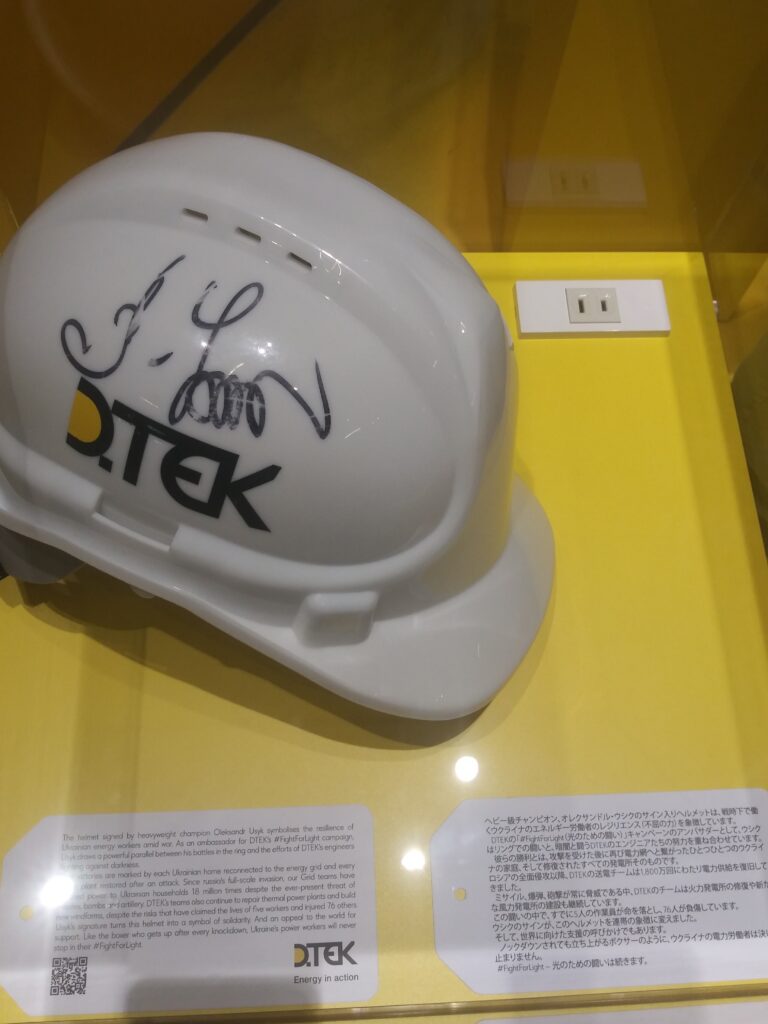 D.TEK
The helmet signed by heavyweight champion Oleksandr Usyk symbolises the resilience of
Ukrainian energy workers amid war. As an ambassador for DTEK's #FightForLight campaign,
Usyk draws a powerful parallel between his battles in the ring and the efforts of DTEK's engineers
against darkness.
are marked by each Ukrainian home reconnected to the energy grid and every
plant restored after an attack. Since russia's full-scale invasion, our Grid teams have
power to Ukrainian households 18 million times despite the ever-present threat of
bombs and artillery. DTEK's teams also continue to repair thermal power plants and build
new windfarms, despite the risks that have claimed the lives of five workers and injured 76 others
Usyk's signature turns this helmet into a symbol of solidarity. And an appeal to the world for
support. Like the boxer who gets up after every knockdown, Ukraine's power workers will never
stop in their #FightForLight.
D.TEK
Energy in action
ヘビー級チャンピオン、オレクサンドル・ウシクのサイン入りヘルメットは、戦時下で働
くウクライナのエネルギー労働者のレジリエンス(不屈の力)を象徴しています。
DTEKの「#FightForLight(光のための闘い)」キャンペーンのアンバサダーとして、ウシク
はリングでの闘いと、暗闇と闘うDTEKのエンジニアたちの努力を重ね合わせています。
彼らの勝利とは、攻撃を受けた後に再び電力網へと繋がったひとつひとつのウクライ
ナの家庭、そして修復されたすべての発電所そのものです。
ロシアの全面侵攻以降、DTEKの送電チームは1,800万回にわたり電力供給を復旧して
きました。
ミサイル、爆弾、砲撃が常に脅威である中、DTEKのチームは火力発電所の修復や新た
な風力発電所の建設も継続しています。
この闘いの中で、すでに5人の作業員が命を落とし、76人が負傷しています。
ウシクのサインが、このヘルメットを連帯の象徴に変えました。
そして、世界に向けた支援の呼びかけでもあります。
ノックダウンされても立ち上がるボクサーのように、ウクライナの電力労働者は決し
止まりません。
#FightForLight – 光のための闘いは続きます。